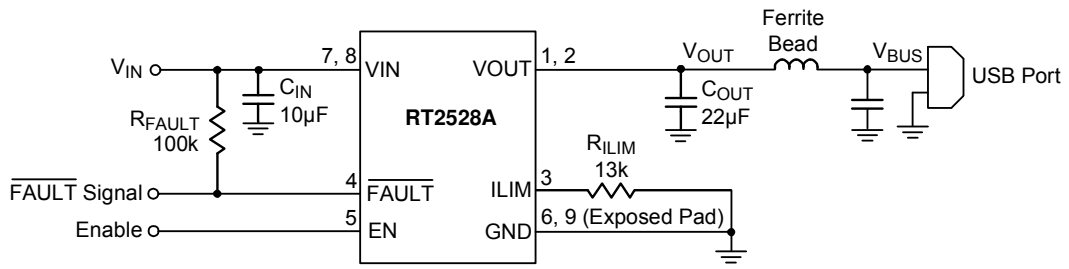 Ferrite
Bead
7, 8
1, 2
VIN
VIN
VOUT
VOUT
VBUS
USB Port
CIN
10µF
COUT
22µF
RFAULT
100k
RT2528A
RILIM
13k
FAULT Signal
4
FAULT
ILIM
3
Enable
5
EN
GND
6, 9 (Exposed Pad)